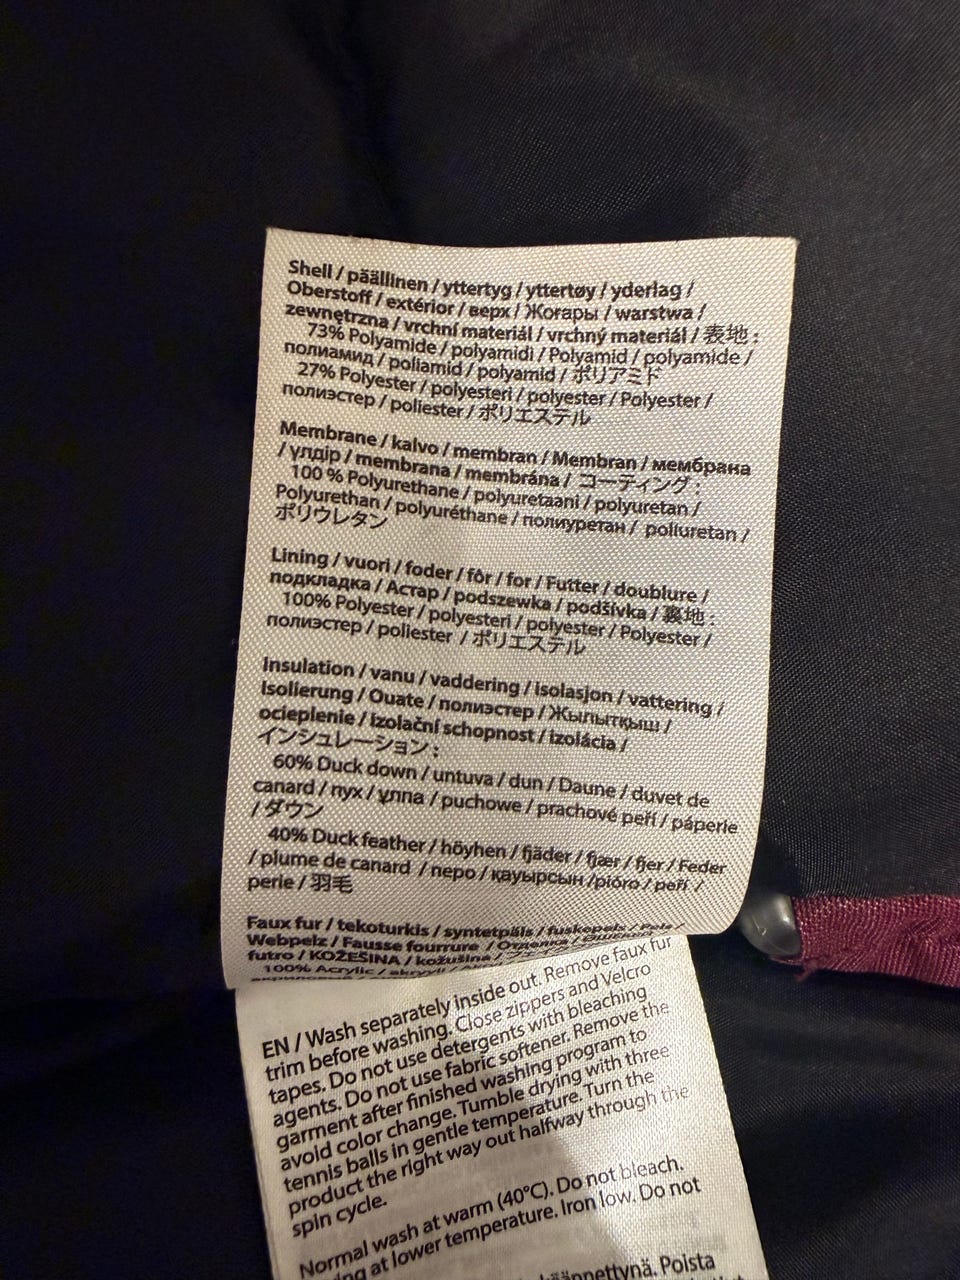 Shell / päällinen / yttertyg / yttertøy / yderlag /
Oberstoff / extérior / верх / Жоғары / warstwa /
zewnętrzna / vrchní materiál / vrchný materiál / 表地 :
73% Polyamide / polyamidi / Polyamid / polyamide /
полиамид / poliamid / polyamid / ポリアミド
27% Polyester / polyesteri / polyester / Polyester /
полиэстер / poliester / ポリエステル
Membrane / kalvo / membran / Membran / мембрана
/ үлдір / membrana / membrána / コーティング :
100 % Polyurethane / polyuretaani / polyuretan /
Polyurethan / polyuréthane / полиуретан / poliuretan /
ポリウレタン
Lining / vuori / foder / fôr / for / Futter / doublure /
подкладка / Астар / podszewka / podšívka / 裏地 :
100% Polyester / polyesteri / polyester / Polyester /
полиэстер / poliester / ポリエステル
Insulation / vanu / vaddering / isolasjon / vattering /
Isolierung / Ouate / полиэстер / Жылытқыш /
ocieplenie / Izolační schopnost / Izolácia /
インシュレーション :
60% Duck down / untuva / dun / Daune / duvet de
canard / пух / ұлпа / puchowe / prachové peří / páperie
/ ダウン
40% Duck feather / höyhen / fjäder / fjær / fjer / Feder
/ plume de canard / перо / қауырсын /pióro / peří /
perie / 羽毛
Faux fur / tekoturkis / syntetpäls / fuskepels / Pels /
Webpelz / Fausse fourrure / Отделка /
futro / KOŽEŠINA / kožušina /
100% Acrylic / akryyli /
EN / Wash separately inside out. Remove faux fur
trim before washing. Close zippers and Velcro
tapes. Do not use detergents with bleaching
agents. Do not use fabric softener. Remove the
garment after finished washing program to
avoid color change. Tumble drying with three
tennis balls in gentle temperature. Turn the
product the right way out halfway through the
spin cycle.
Normal wash at warm (40°C). Do not bleach.
at lower temperature. Iron low. Do not
Poista